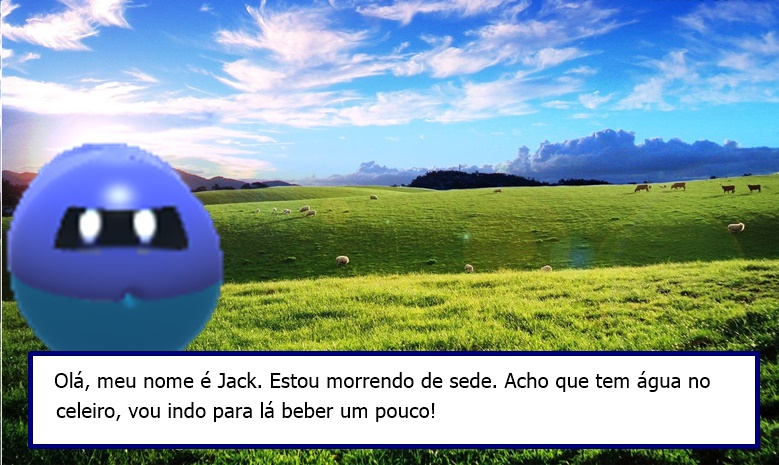 Olá, meu nome é Jack. Estou morrendo de sede. Acho que tem água no
celeiro, vou indo para lá beber um pouco!